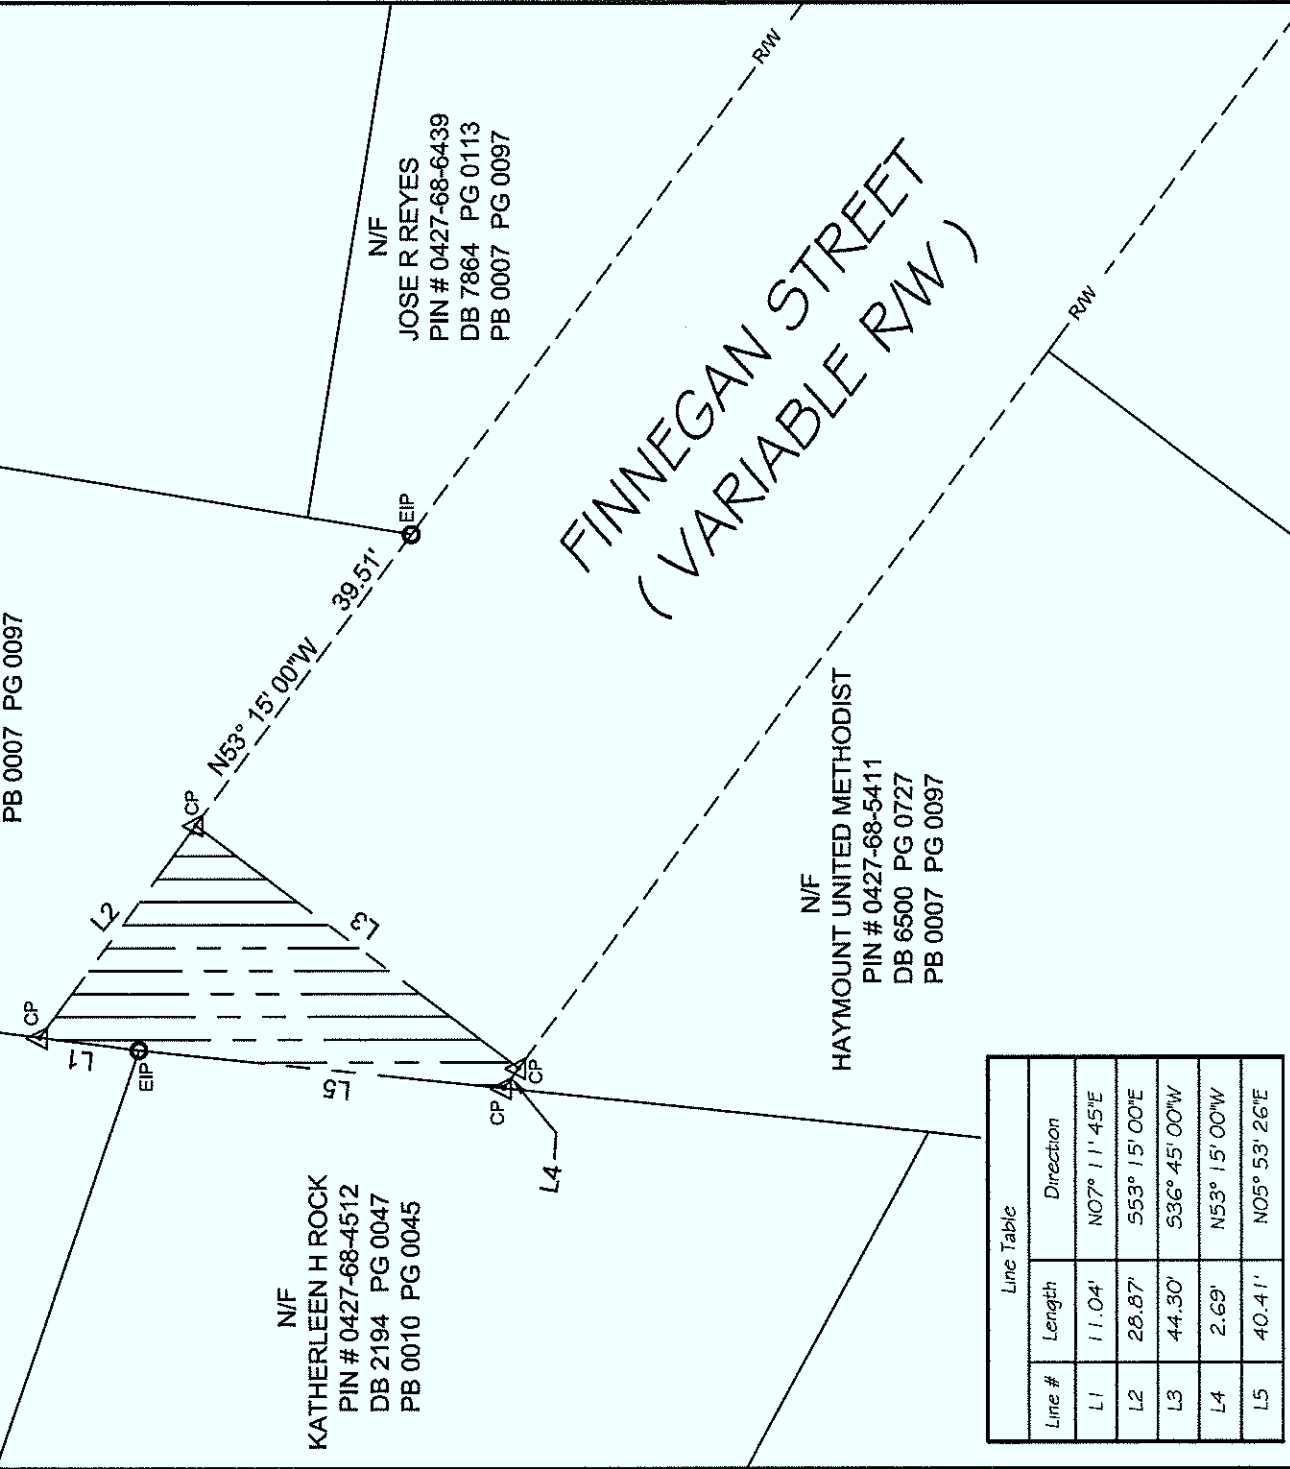 PB 0007 PG 0097
N/F
JOSE R REYES
PIN # 0427-68-6439
DB 7864 PG 0113
PB 0007 PG 0097
R/W
EIP
N53° 15' 00"W 39.51'
FINNEGAN STREET
( VARIABLE R/W )
R/W
CP
L2
L3
CP
L1
EIP
L5
CP
CP
L4
N/F
HAYMOUNT UNITED METHODIST
PIN # 0427-68-5411
DB 6500 PG 0727
PB 0007 PG 0097
N/F
KATHERLEEN H ROCK
PIN # 0427-68-4512
DB 2194 PG 0047
PB 0010 PG 0045
Line Table
Line # Length Direction
L1 11.04' N07° 11' 45"E
L2 28.87' S53° 15' 00"E
L3 44.30' S36° 45' 00"W
L4 2.69' N53° 15' 00"W
L5 40.41' N05° 53' 26"E